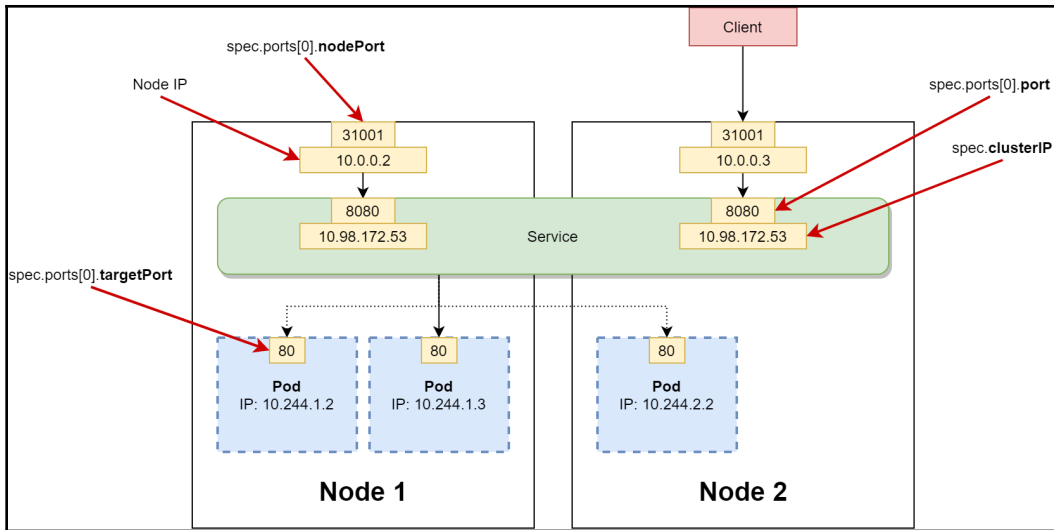 Client
spec.ports[0].nodePort
Node IP
spec.ports[0].port
31001
31001
10.0.0.2
10.0.0.3
spec.clusterIP
8080
8080
10.98.172.53
Service
10.98.172.53
spec.ports[0].targetPort
80
80
80
Pod
IP: 10.244.1.2
Pod
IP: 10.244.1.3
Pod
IP: 10.244.2.2
Node 1
Node 2